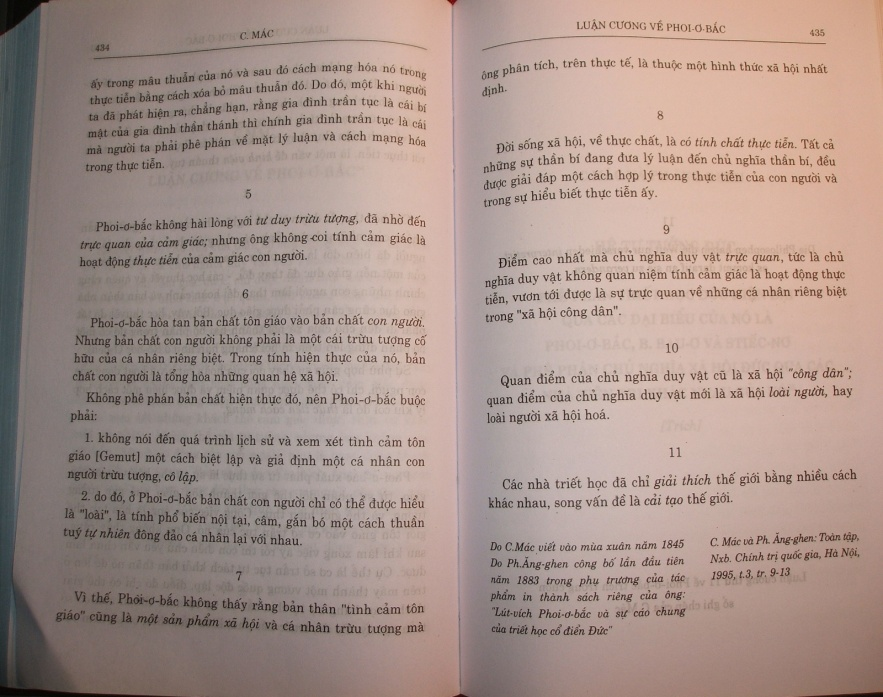 434
C. MÁC
ấy trong mâu thuẫn của nó và sau đó cách mạng hóa nó trong
thực tiễn bằng cách xóa bỏ mâu thuẫn đó. Do đó, một khi người
ta đã phát hiện ra, chẳng hạn, rằng gia đình trần tục là cái bí
mật của gia đình thần thánh thì chính gia đình trần tục là cái
mà người ta phải phê phán về mặt lý luận và cách mạng hóa
trong thực tiễn.
5
Phoi-ơ-bắc không hài lòng với tư duy trừu tượng, đã nhờ đến
trực quan của cảm giác; nhưng ông không coi tính cảm giác là
hoạt động thực tiễn của cảm giác con người.
6
Phoi-ơ-bắc hòa tan bản chất tôn giáo vào bản chất con người.
Nhưng bản chất con người không phải là một cái trừu tượng cố
hữu của cá nhân riêng biệt. Trong tính hiện thực của nó, bản
chất con người là tổng hòa những quan hệ xã hội.
Không phê phán bản chất hiện thực đó, nên Phoi-ơ-bắc buộc
phải:
1. không nói đến quá trình lịch sử và xem xét tình cảm tôn
giáo [Gemut] một cách biệt lập và giả định một cá nhân con
người trừu tượng, cô lập.
2. do đó, ở Phoi-ơ-bắc bản chất con người chỉ có thể được hiểu
là "loài", là tính phổ biến nội tại, câm, gắn bó một cách thuần
tuý tự nhiên đông đảo cá nhân lại với nhau.
7
Vì thế, Phoi-ơ-bắc không thấy rằng bản thân "tình cảm tôn
giáo" cũng là một sản phẩm xã hội và cá nhân trừu tượng mà
LUẬN CƯƠNG VỀ PHOI-Ơ-BẮC
435
ông phân tích, trên thực tế, là thuộc một hình thức xã hội nhất
định.
8
Đời sống xã hội, về thực chất, là có tính chất thực tiễn. Tất cả
những sự thần bí đang đưa lý luận đến chủ nghĩa thần bí, đều
được giải đáp một cách hợp lý trong thực tiễn của con người và
trong sự hiểu biết thực tiễn ấy.
9
Điểm cao nhất mà chủ nghĩa duy vật trực quan, tức là chủ
nghĩa duy vật không quan niệm tính cảm giác là hoạt động thực
tiễn, vươn tới được là sự trực quan về những cá nhân riêng biệt
trong "xã hội công dân".
10
Quan điểm của chủ nghĩa duy vật cũ là xã hội "công dân";
quan điểm của chủ nghĩa duy vật mới là xã hội loài người, hay
loài người xã hội hoá.
11
Các nhà triết học đã chỉ giải thích thế giới bằng nhiều cách
khác nhau, song vấn đề là cải tạo thế giới.
Do C.Mác viết vào mùa xuân năm 1845
Do Ph.Ăng-ghen công bố lần đầu tiên
năm 1883 trong phụ trương của tác
phẩm in thành sách riêng của ông:
"Lút-vích Phoi-ơ-bắc và sự cáo chung
của triết học cổ điển Đức"
C. Mác và Ph. Ăng-ghen: Toàn tập,
Nxb. Chính trị quốc gia, Hà Nội,
1995, t.3, tr. 9-13